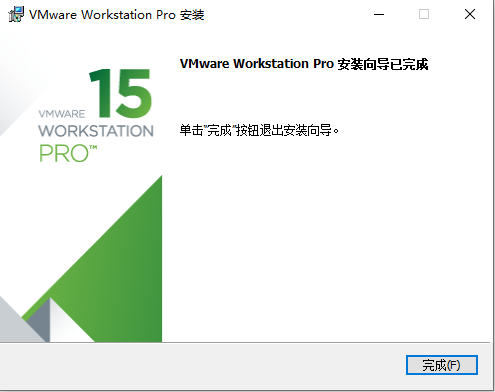 VMware Workstation Pro 安装
VMware Workstation Pro 安装向导已完成
15
VMWARE
WORKSTATION
PRO™
单击"完成"按钮退出安装向导。
完成(F)